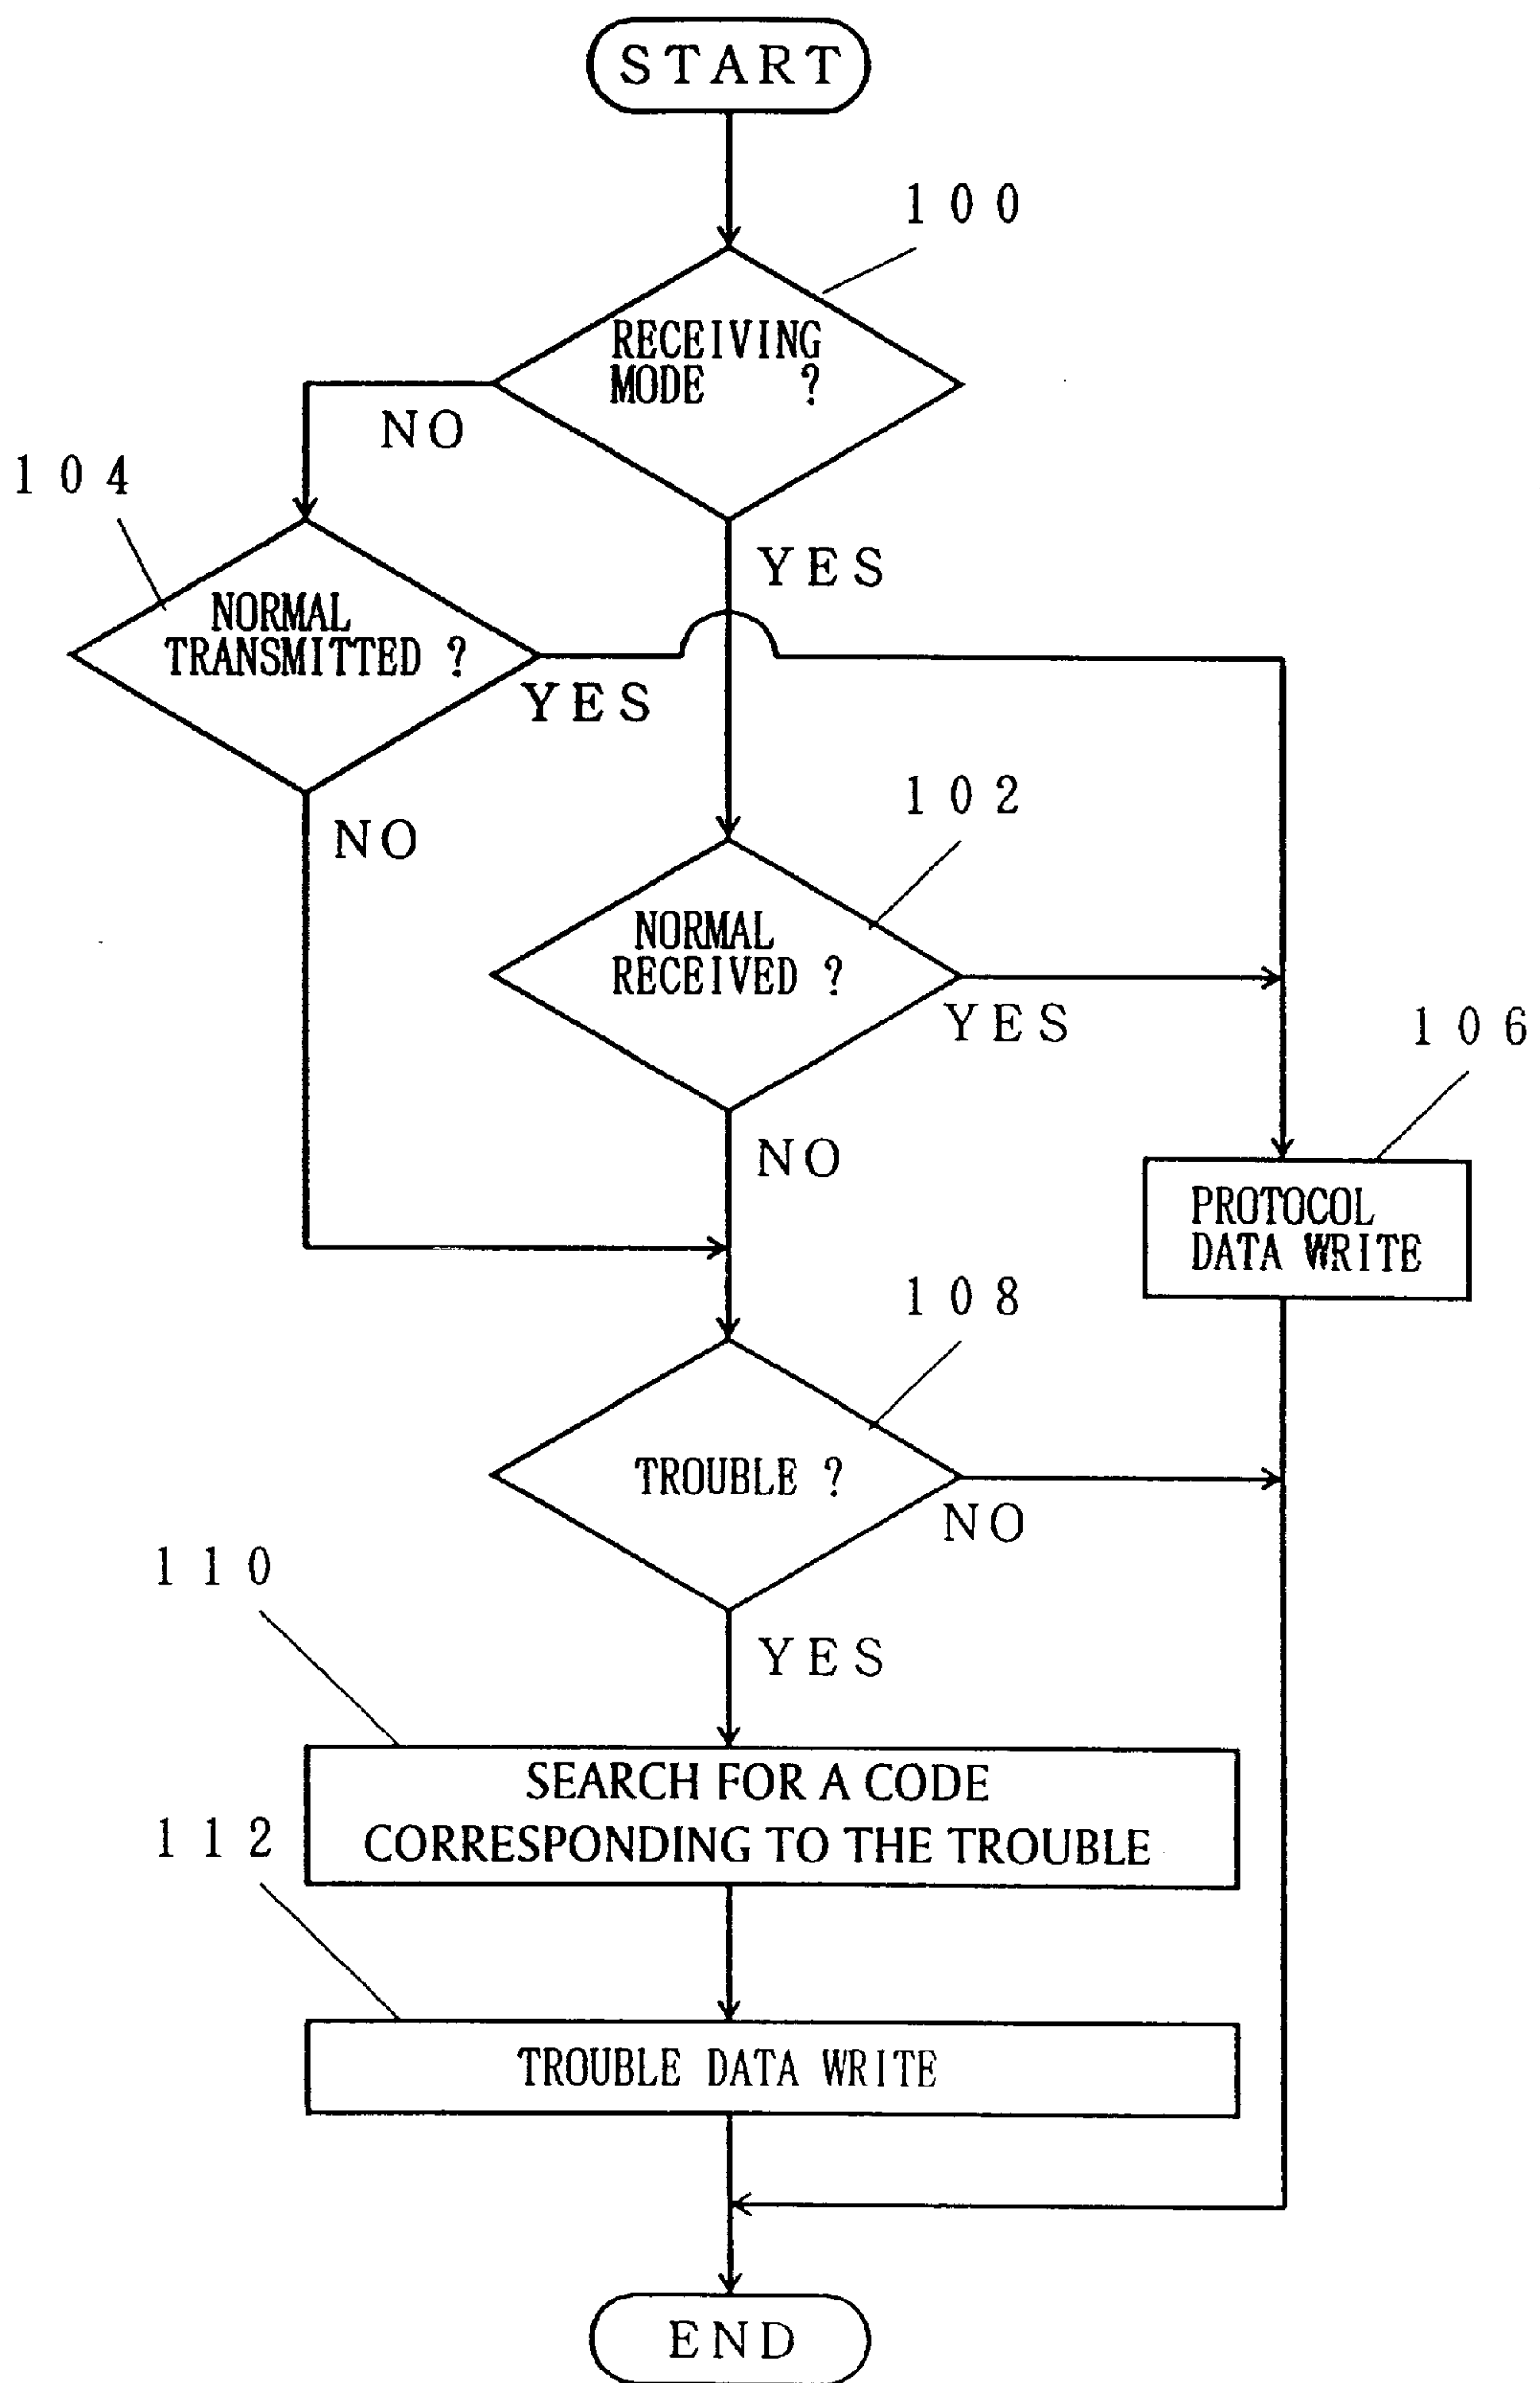 START
100
RECEIVING
MODE ?
NO
104
YES
NORMAL
TRANSMITTED ?
YES
102
NO
NORMAL
RECEIVED ?
YES
106
NO
PROTOCOL
DATA WRITE
108
TROUBLE ?
NO
110
YES
SEARCH FOR A CODE
CORRESPONDING TO THE TROUBLE
112
TROUBLE DATA WRITE
END